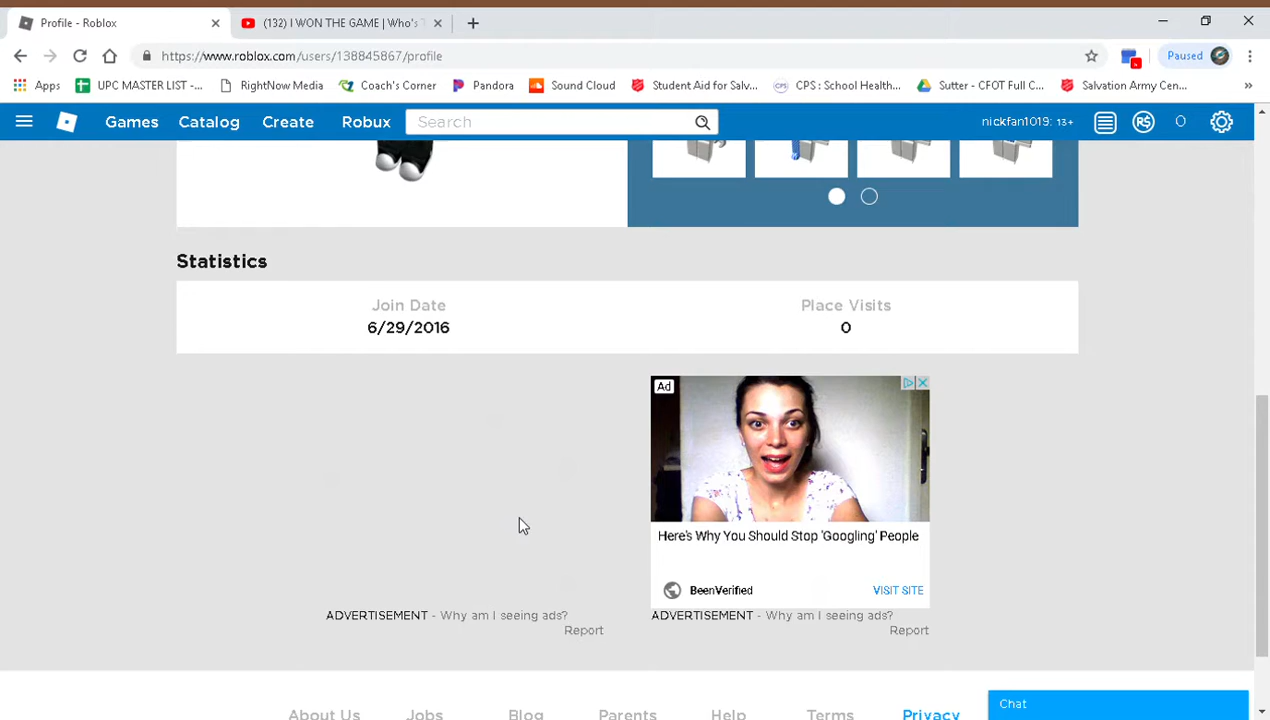 Profile - Roblox
(132) I WON THE GAME | Who's T
https://www.roblox.com/users/138845867/profile
Paused
Apps
UPC MASTER LIST -...
RightNow Media
Coach's Corner
Pandora
Sound Cloud
Student Aid for Salv...
CPS : School Health...
Sutter - CFOT Full C...
Salvation Army Cen...
»
Games
Catalog
Create
Robux
Search
nickfan1019: 13+
R$
0
Statistics
Join Date
6/29/2016
Place Visits
0
Ad
Here's Why You Should Stop 'Googling' People
BeenVerified
VISIT SITE
ADVERTISEMENT - Why am I seeing ads?
Report
ADVERTISEMENT - Why am I seeing ads?
Report
About Us
Jobs
Blog
Parents
Help
Terms
Privacy
Chat